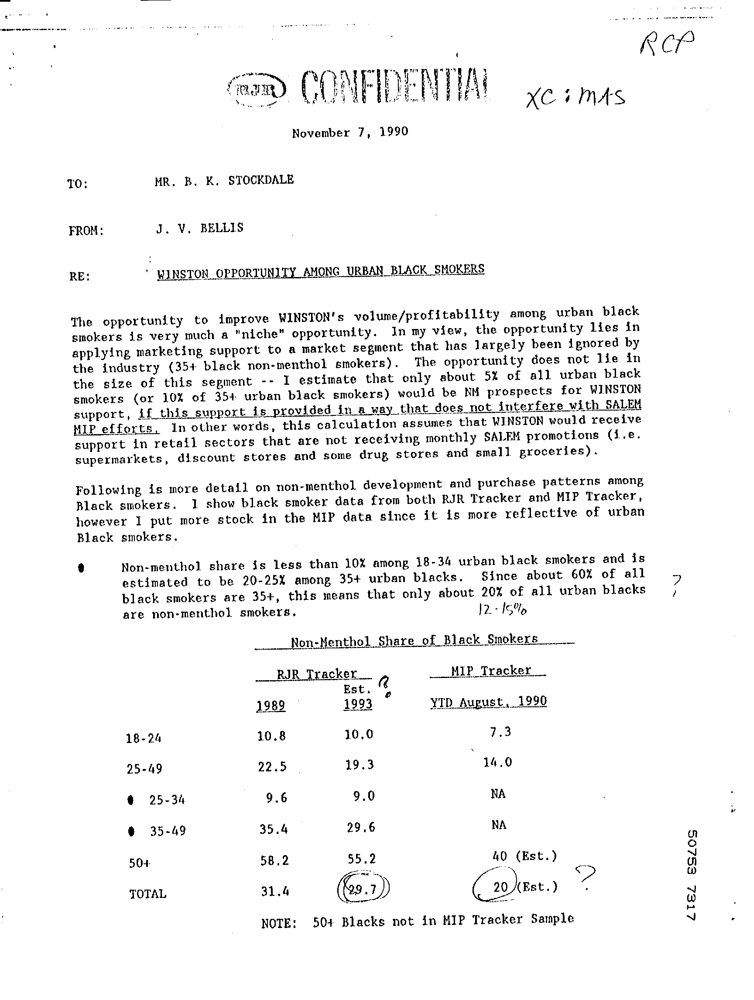 RCP
RJR CONFIDENTIAL
XC: MAS
November 7, 1990
TO: MR. B. K. STOCKDALE
FROM: J. V. BELLIS
RE: WINSTON OPPORTUNITY AMONG URBAN BLACK SMOKERS
The opportunity to improve WINSTON's volume/profitability among urban black
smokers is very much a "niche" opportunity. In my view, the opportunity lies in
applying marketing support to a market segment that has largely been ignored by
the industry (35+ black non-menthol smokers). The opportunity does not lie in
the size of this segment -- I estimate that only about 5% of all urban black
smokers (or 10% of 35+ urban black smokers) would be NM prospects for WINSTON
support, if this support is provided in a way that does not interfere with SALEM
MIP efforts. In other words, this calculation assumes that WINSTON would receive
support in retail sectors that are not receiving monthly SALEM promotions (i.e.
supermarkets, discount stores and some drug stores and small groceries).
Following is more detail on non-menthol development and purchase patterns among
Black smokers. I show black smoker data from both RJR Tracker and MIP Tracker,
however I put more stock in the MIP data since it is more reflective of urban
Black smokers.
Non-menthol share is less than 10% among 18-34 urban black smokers and is
estimated to be 20-25% among 35+ urban blacks. Since about 60% of all
black smokers are 35+, this means that only about 20% of all urban blacks ?
are non-menthol smokers. 12-15%
Non-Menthol Share of Black Smokers
RJR Tracker MIP Tracker
Est. ?
1989 1993 YTD August, 1990
18-24 10.8 10.0 7.3
25-49 22.5 19.3 14.0
25-34 9.6 9.0 NA
35-49 35.4 29.6 NA
50+ 58.2 55.2 40 (Est.)
TOTAL 31.4 29.7 20 (Est.) ?
NOTE: 50+ Blacks not in MIP Tracker Sample
50753 7317